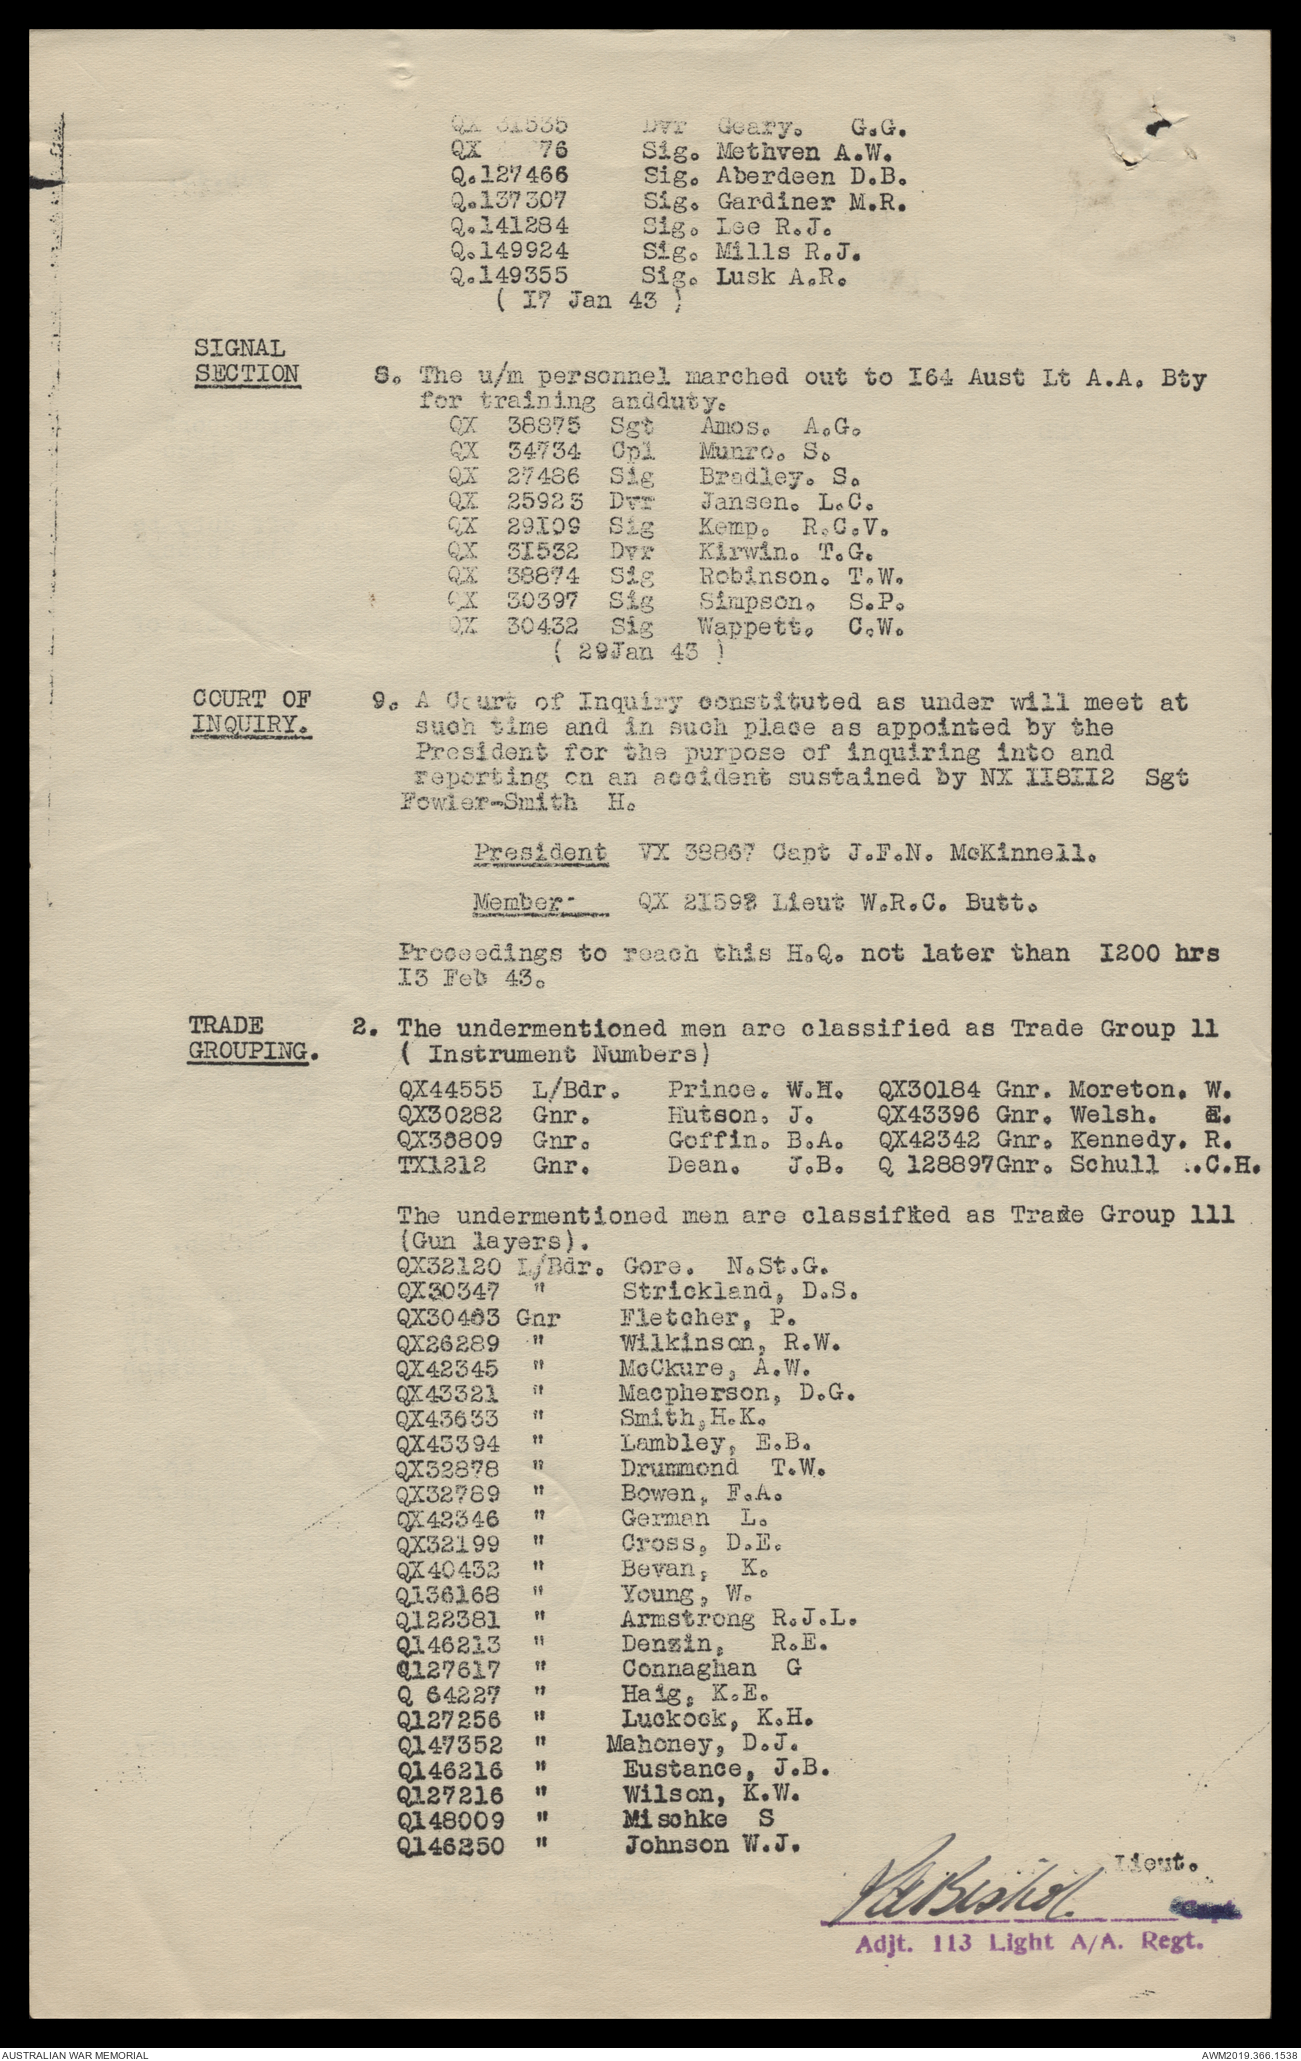 QX 31535 Dvr Geary. G.G.
QX 76 Sig. Methven A.W.
Q.127466 Sig. Aberdeen D.B.
Q.137307 Sig. Gardiner M.R.
Q.141284 Sig. Lee R.J.
Q.149924 Sig. Mills R.J.
Q.149355 Sig. Lusk A.R.
( I7 Jan 43 )
SIGNAL
SECTION 8. The u/m personnel marched out to I64 Aust Lt A.A. Bty
for training andduty.
QX 38875 Sgt Amos. A.G.
QX 34734 Cpl Munro. S.
QX 27486 Sig Bradley. S.
QX 25923 Dvr Jansen. L.C.
QX 29I09 Sig Kemp. R.C.V.
QX 3I532 Dvr Kirwin. T.G.
QX 38874 Sig Robinson. T.W.
QX 30397 Sig Simpson. S.P.
QX 30432 Sig Wappett. C.W.
( 29Jan 43 )
COURT OF 9. A Court of Inquiry constituted as under will meet at
INQUIRY. such time and in such place as appointed by the
President for the purpose of inquiring into and
reporting on an accident sustained by NX II8II2 Sgt
Fowler-Smith H.
President VX 38867 Capt J.F.N. McKinnell.
Member- QX 2I598 Lieut W.R.C. Butt.
Proceedings to reach this H.Q. not later than I200 hrs
I3 Feb 43.
TRADE 2. The undermentioned men are classified as Trade Group 11
GROUPING. ( Instrument Numbers)
QX44555 L/Bdr. Prince. W.H. QX30184 Gnr. Moreton. W.
QX30282 Gnr. Hutson. J. QX43396 Gnr. Welsh. E.
QX38809 Gnr. Goffin. B.A. QX42342 Gnr. Kennedy. R.
TX1212 Gnr. Dean. J.B. Q 128897Gnr. Schull .C.H.
The undermentioned men are classified as Trade Group 111
(Gun layers).
QX32120 L/Bdr. Gore. N.St.G.
QX30347 " Strickland, D.S.
QX30463 Gnr Fletcher, P.
QX26289 " Wilkinson, R.W.
QX42345 " McCkure, A.W.
QX43321 " Macpherson, D.G.
QX43633 " Smith,H.K.
QX43394 " Lambley, E.B.
QX32878 " Drummond T.W.
QX32789 " Bowen, F.A.
QX42346 " German L.
QX32199 " Cross, D.E.
QX40432 " Bevan, K.
Q136168 " Young, W.
Q122381 " Armstrong R.J.L.
Q146213 " Denzin, R.E.
Q127617 " Connaghan G
Q 64227 " Haig, K.E.
Q127256 " Luckock, K.H.
Q147352 " Mahoney, D.J.
Q146216 " Eustance, J.B.
Q127216 " Wilson, K.W.
Q148009 " Mischke S
Q146250 " Johnson W.J.
Lieut.
Adjt. 113 Light A/A. Regt.
AUSTRALIAN WAR MEMORIAL AWM2019.366.1538